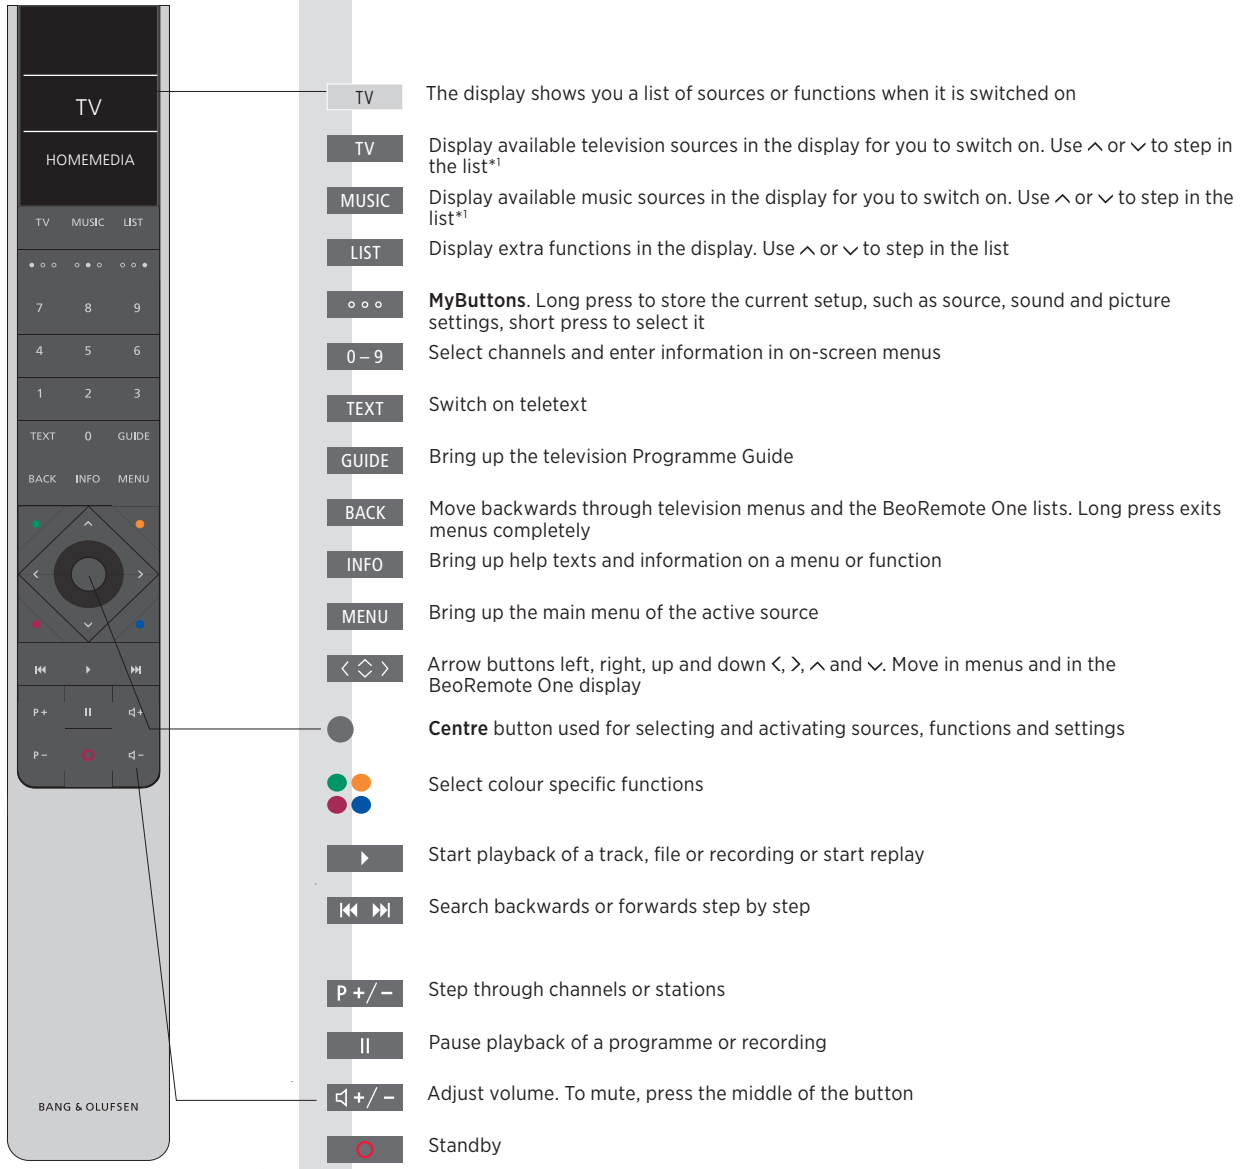 TV
HOMEMEDIA
TV MUSIC LIST
7 8 9
4 5 6
1 2 3
TEXT 0 GUIDE
BACK INFO MENU
P+
P−
BANG & OLUFSEN
TV The display shows you a list of sources or functions when it is switched on
TV Display available television sources in the display for you to switch on. Use ∧ or ∨ to step in
the list*¹
MUSIC Display available music sources in the display for you to switch on. Use ∧ or ∨ to step in the
list*¹
LIST Display extra functions in the display. Use ∧ or ∨ to step in the list
MyButtons. Long press to store the current setup, such as source, sound and picture
settings, short press to select it
0 – 9 Select channels and enter information in on-screen menus
TEXT Switch on teletext
GUIDE Bring up the television Programme Guide
BACK Move backwards through television menus and the BeoRemote One lists. Long press exits
menus completely
INFO Bring up help texts and information on a menu or function
MENU Bring up the main menu of the active source
Arrow buttons left, right, up and down <, >, ∧ and ∨. Move in menus and in the
BeoRemote One display
Centre button used for selecting and activating sources, functions and settings
Select colour specific functions
Start playback of a track, file or recording or start replay
Search backwards or forwards step by step
P +/− Step through channels or stations
Pause playback of a programme or recording
+/− Adjust volume. To mute, press the middle of the button
Standby